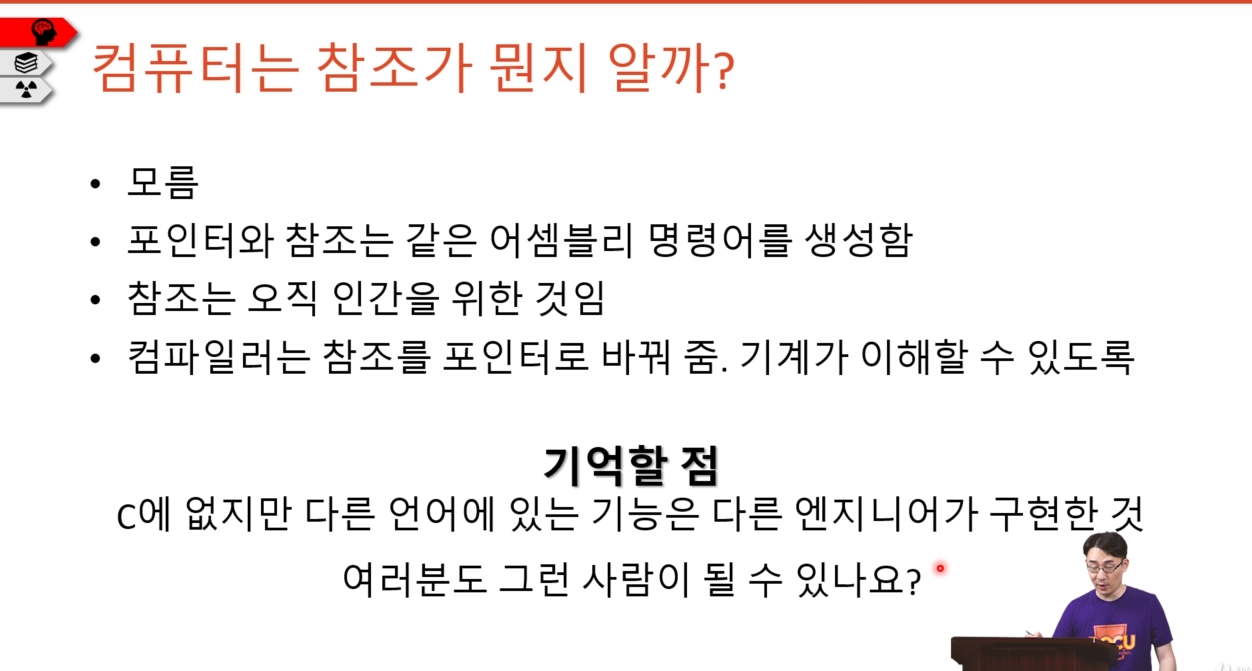 컴퓨터는 참조가 뭔지 알까?
• 모름
• 포인터와 참조는 같은 어셈블리 명령어를 생성함
• 참조는 오직 인간을 위한 것임
• 컴파일러는 참조를 포인터로 바꿔 줌. 기계가 이해할 수 있도록
기억할 점
C에 없지만 다른 언어에 있는 기능은 다른 엔지니어가 구현한 것
여러분도 그런 사람이 될 수 있나요?